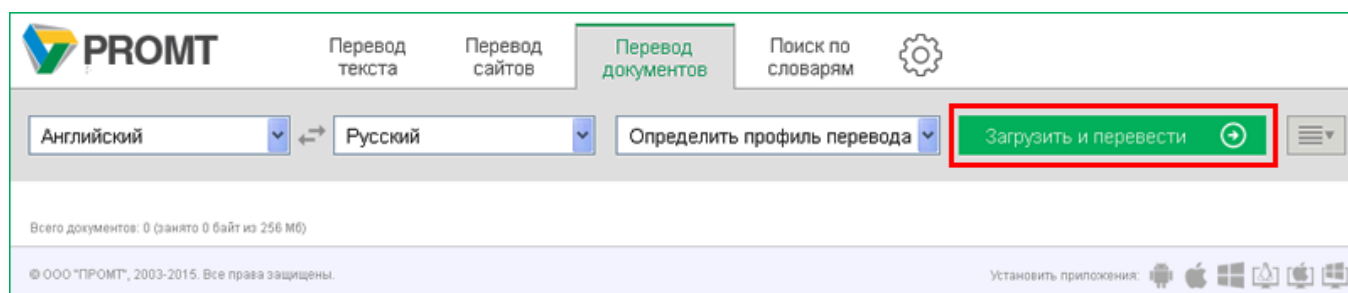 PROMT
Перевод
текста
Перевод
сайтов
Перевод
документов
Поиск по
словарям
Английский
Русский
Определить профиль перевода
Загрузить и перевести
Всего документов: 0 (занято 0 байт из 256 Мб)
© ООО "ПРОМТ", 2003-2015. Все права защищены.
Установить приложения: